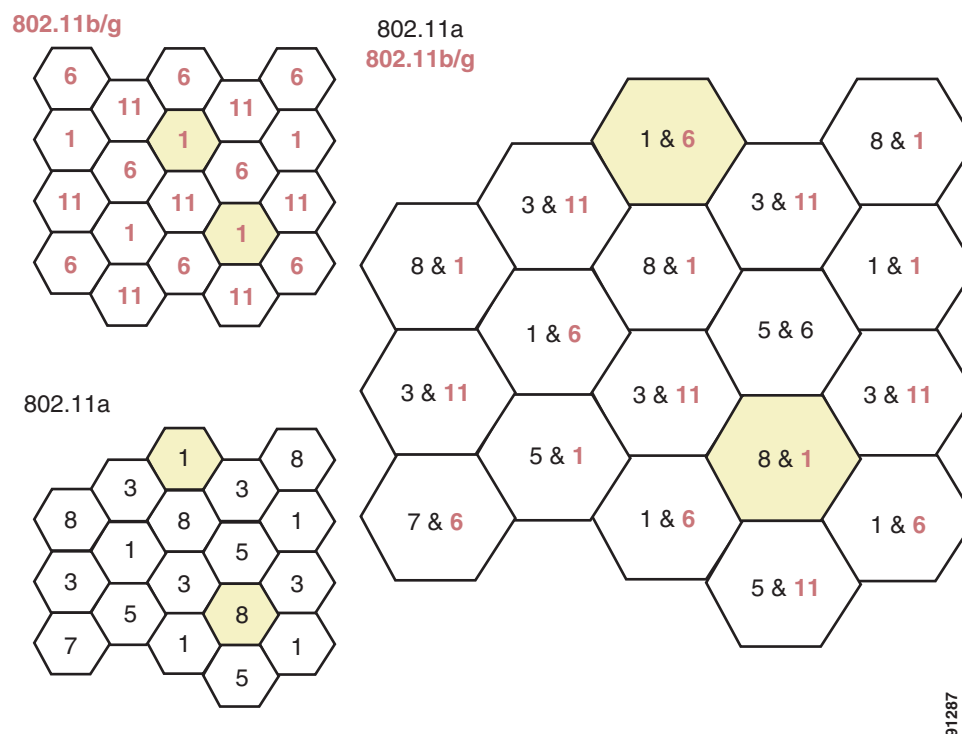 802.11b/g
6 6 6
11 11
1 1 1
6 6
11 11 11
1 1
6 6 6
11 11
802.11a
1 8
3 3
8 8 1
1 5
3 3 3
5 8
7 1 1
5
802.11a
802.11b/g
1 & 6 8 & 1
3 & 11 3 & 11
8 & 1 8 & 1 1 & 1
1 & 6 5 & 6
3 & 11 3 & 11 3 & 11
5 & 1 8 & 1
7 & 6 1 & 6 1 & 6
5 & 11
91287